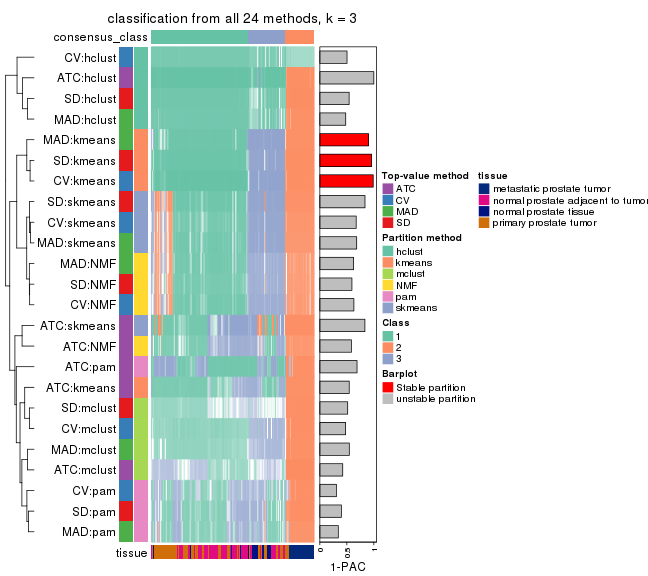 classification from all 24 methods, k = 3
consensus_class
CV:hclust
ATC:hclust
SD:hclust
MAD:hclust
MAD:kmeans
SD:kmeans
CV:kmeans
SD:skmeans
CV:skmeans
MAD:skmeans
MAD:NMF
SD:NMF
CV:NMF
ATC:skmeans
ATC:NMF
ATC:pam
ATC:kmeans
SD:mclust
CV:mclust
MAD:mclust
ATC:mclust
CV:pam
SD:pam
MAD:pam
tissue
0
0.5
1
1-PAC
Top-value method
ATC
CV
MAD
SD
Partition method
hclust
kmeans
mclust
NMF
pam
skmeans
Class
1
2
3
Barplot
Stable partition
unstable partition
tissue
metastatic prostate tumor
normal prostate adjacent to tumor
normal prostate tissue
primary prostate tumor